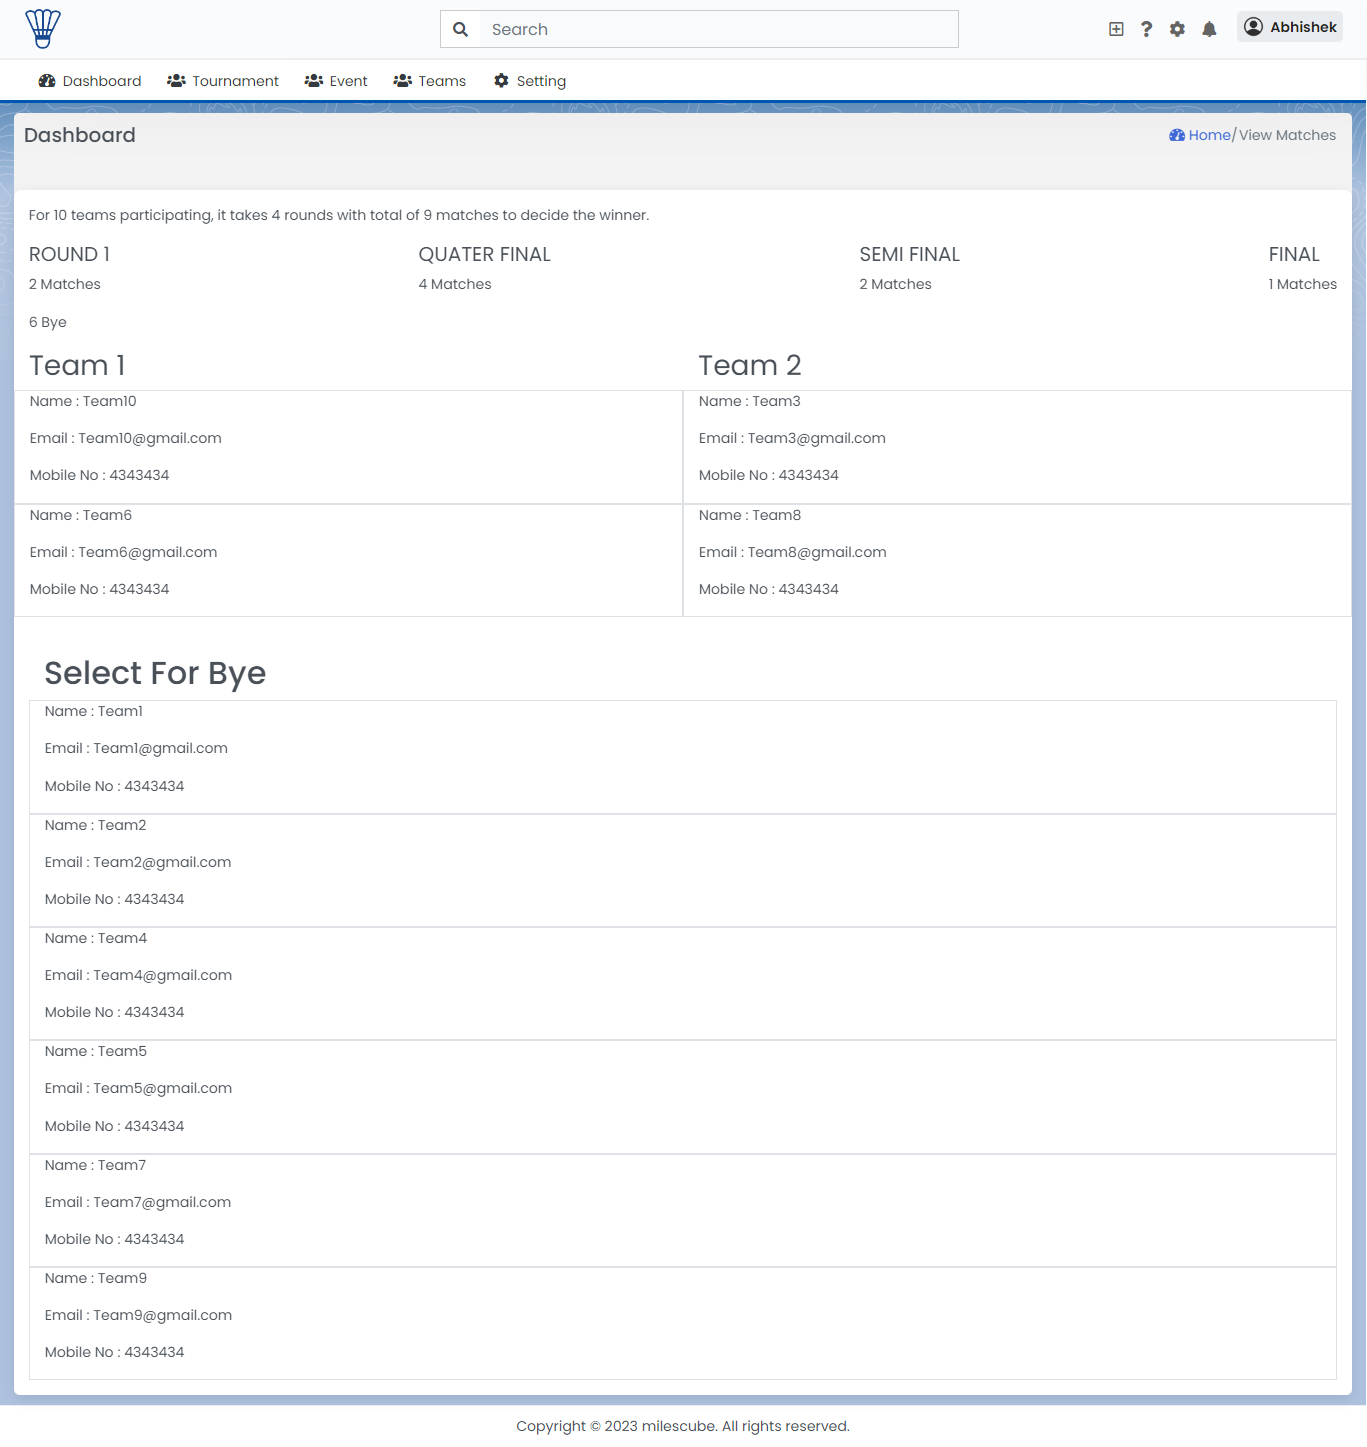 Search
Abhishek
Dashboard Tournament Event Teams Setting
Dashboard
Home/View Matches
For 10 teams participating, it takes 4 rounds with total of 9 matches to decide the winner.
ROUND 1 QUATER FINAL SEMI FINAL FINAL
2 Matches 4 Matches 2 Matches 1 Matches
6 Bye
Team 1 Team 2
Name : Team10 Name : Team3
Email : Team10@gmail.com Email : Team3@gmail.com
Mobile No : 4343434 Mobile No : 4343434
Name : Team6 Name : Team8
Email : Team6@gmail.com Email : Team8@gmail.com
Mobile No : 4343434 Mobile No : 4343434
Select For Bye
Name : Team1
Email : Team1@gmail.com
Mobile No : 4343434
Name : Team2
Email : Team2@gmail.com
Mobile No : 4343434
Name : Team4
Email : Team4@gmail.com
Mobile No : 4343434
Name : Team5
Email : Team5@gmail.com
Mobile No : 4343434
Name : Team7
Email : Team7@gmail.com
Mobile No : 4343434
Name : Team9
Email : Team9@gmail.com
Mobile No : 4343434
Copyright © 2023 milescube. All rights reserved.